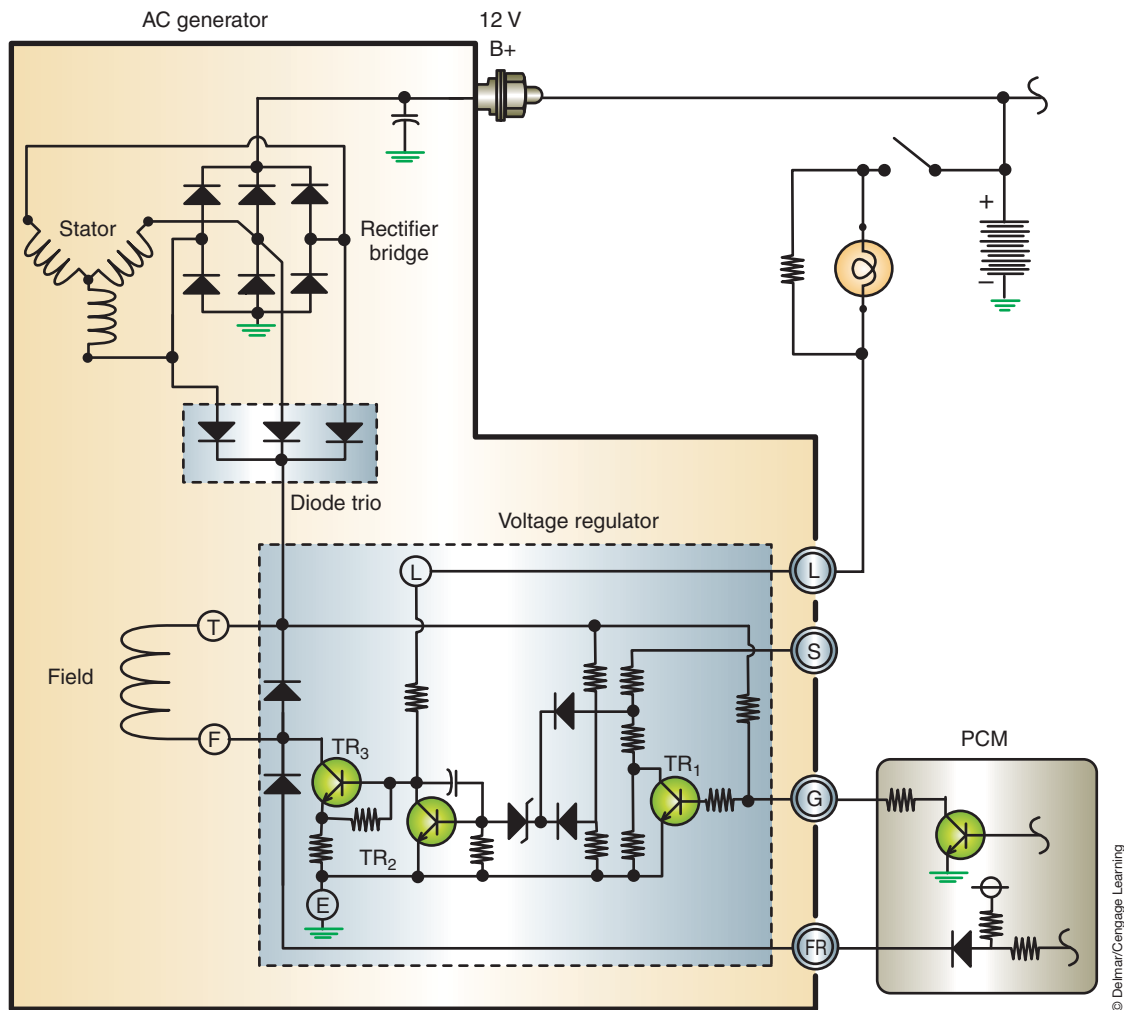 AC generator
12 V
B+
Stator
Rectifier
bridge
+
−
Diode trio
Voltage regulator
L
L
T
S
Field
F
TR3
TR1
PCM
G
TR2
E
FR
© Delmar/Cengage Learning